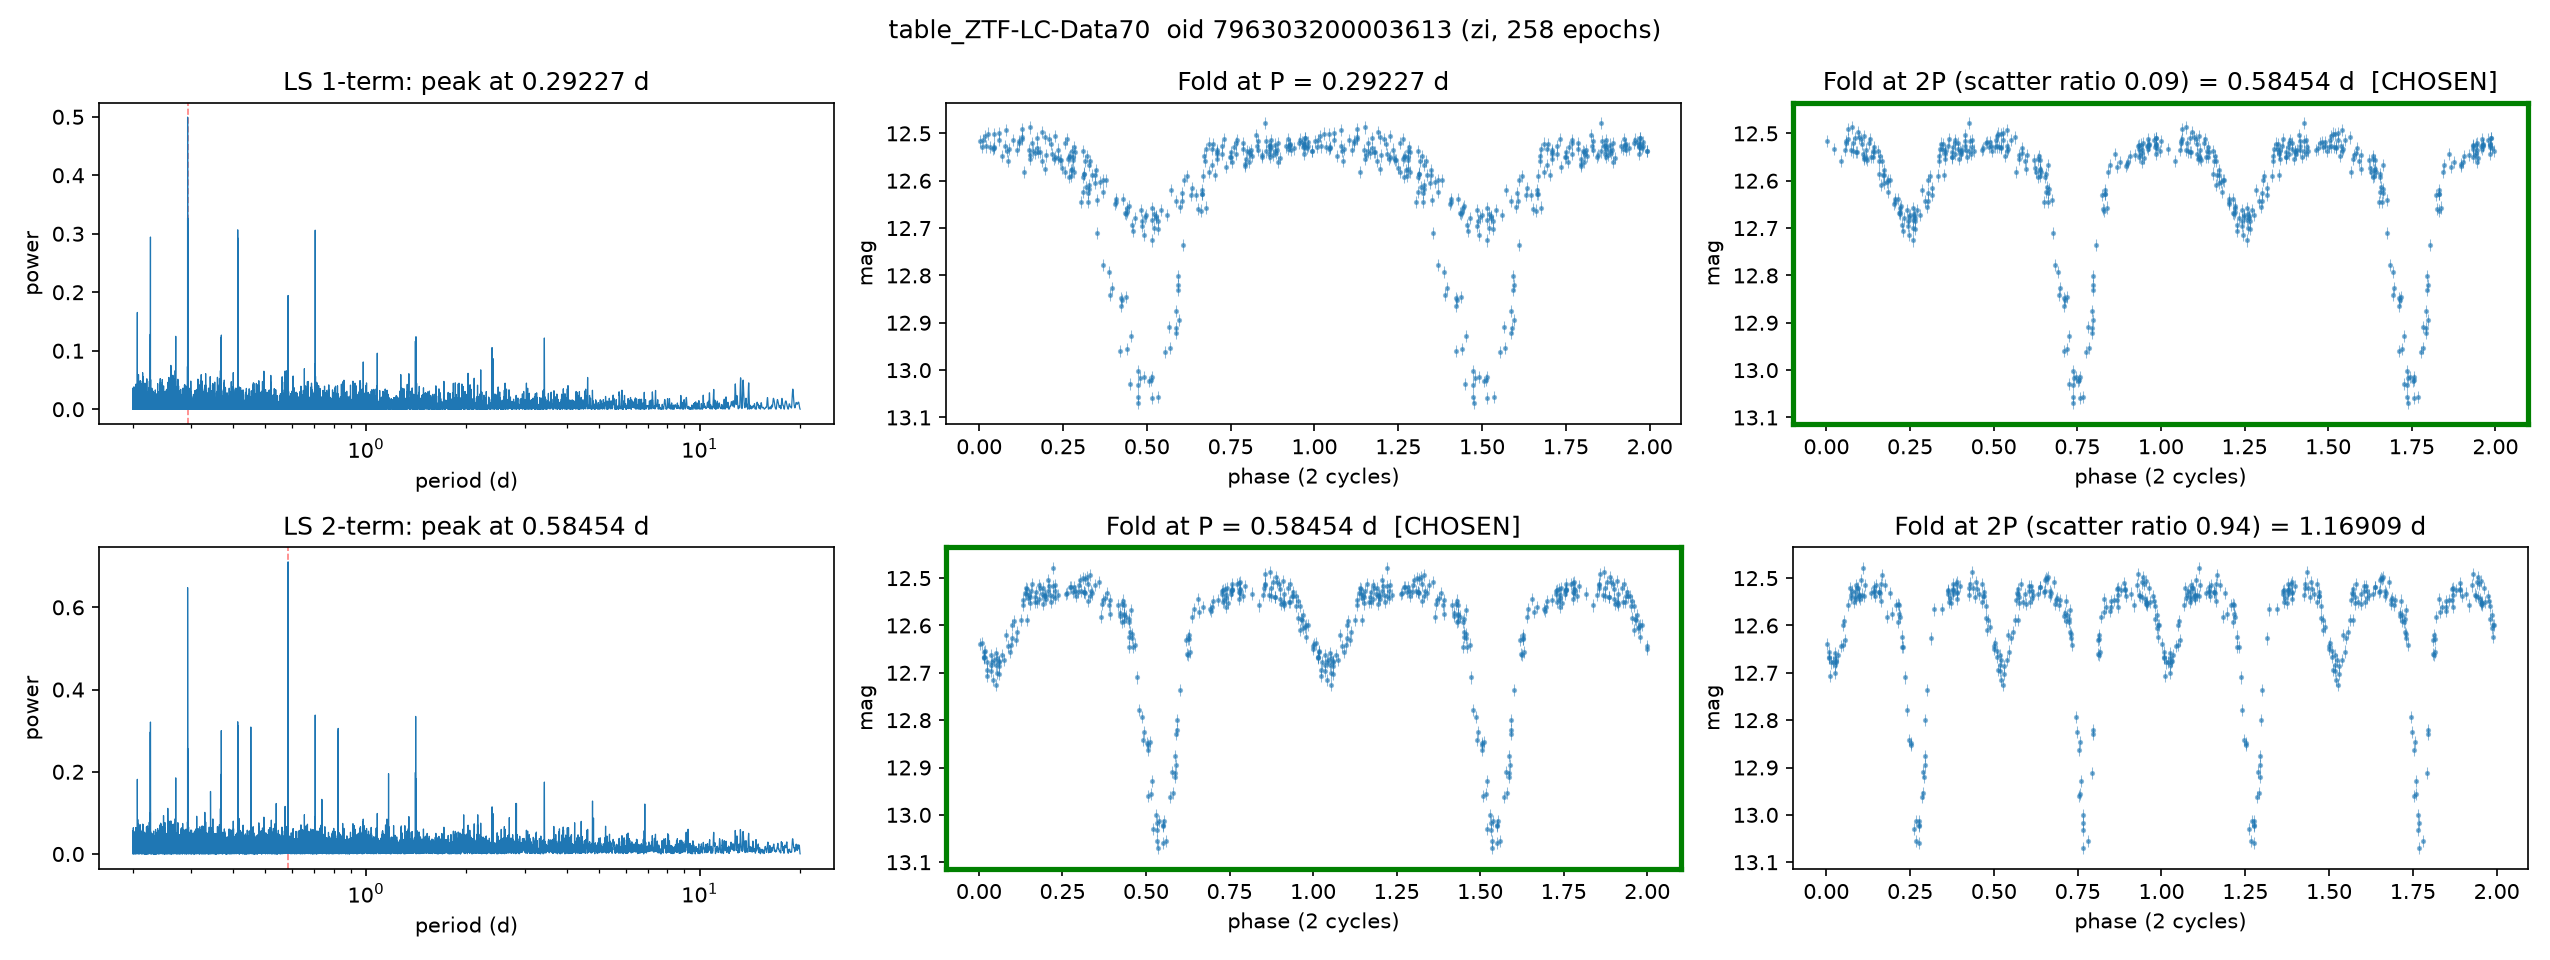 table_ZTF-LC-Data70  oid 796303200003613 (zi, 258 epochs)
LS 1-term: peak at 0.29227 d
power
0.5
0.4
0.3
0.2
0.1
0.0
10^0
10^1
period (d)
Fold at P = 0.29227 d
mag
12.5
12.6
12.7
12.8
12.9
13.0
13.1
0.00 0.25 0.50 0.75 1.00 1.25 1.50 1.75 2.00
phase (2 cycles)
Fold at 2P (scatter ratio 0.09) = 0.58454 d  [CHOSEN]
mag
12.5
12.6
12.7
12.8
12.9
13.0
13.1
0.00 0.25 0.50 0.75 1.00 1.25 1.50 1.75 2.00
phase (2 cycles)
LS 2-term: peak at 0.58454 d
power
0.6
0.4
0.2
0.0
10^0
10^1
period (d)
Fold at P = 0.58454 d  [CHOSEN]
mag
12.5
12.6
12.7
12.8
12.9
13.0
13.1
0.00 0.25 0.50 0.75 1.00 1.25 1.50 1.75 2.00
phase (2 cycles)
Fold at 2P (scatter ratio 0.94) = 1.16909 d
mag
12.5
12.6
12.7
12.8
12.9
13.0
13.1
0.00 0.25 0.50 0.75 1.00 1.25 1.50 1.75 2.00
phase (2 cycles)